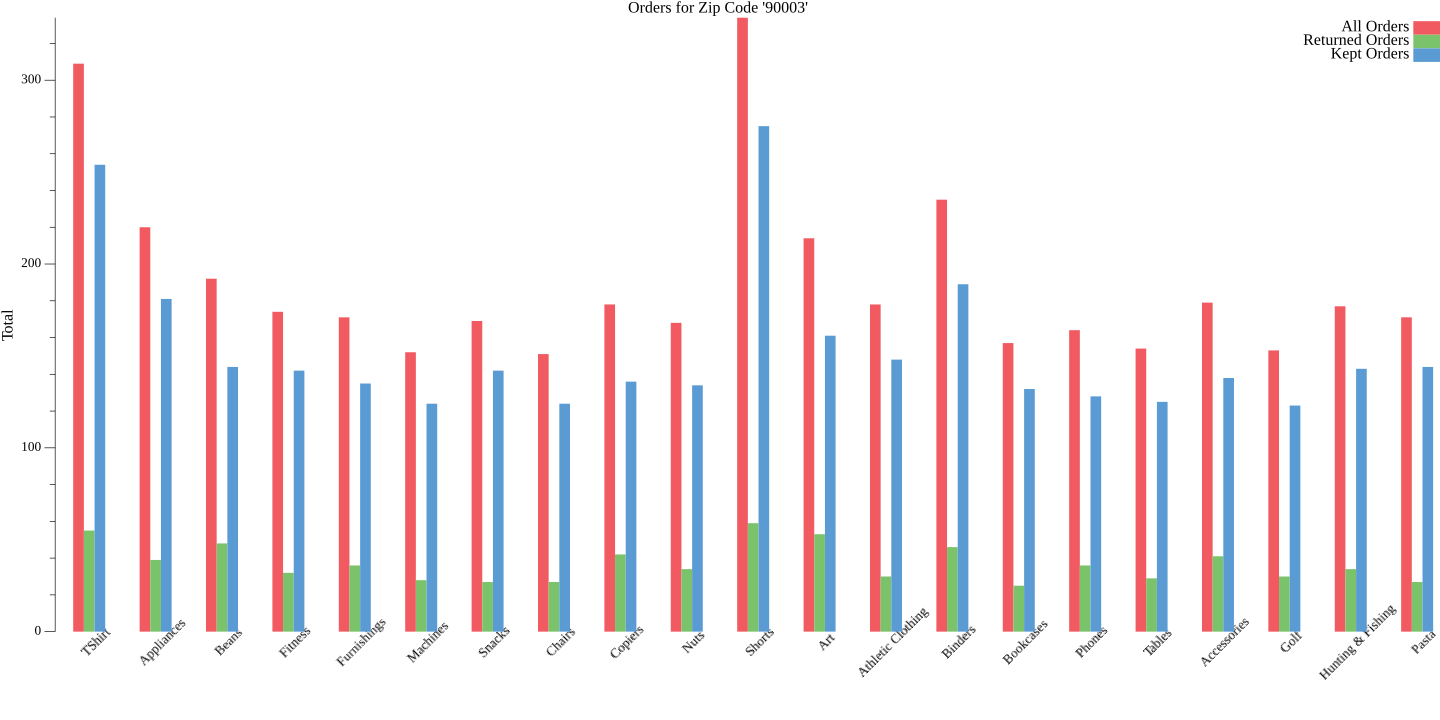 Orders for Zip Code '90003'
All Orders
Returned Orders
Kept Orders
Total
300
200
100
0
TShirt
Appliances
Beans
Fitness
Furnishings
Machines
Snacks
Chairs
Copiers
Nuts
Shorts
Art
Athletic Clothing
Binders
Bookcases
Phones
Tables
Accessories
Golf
Hunting & Fishing
Pasta